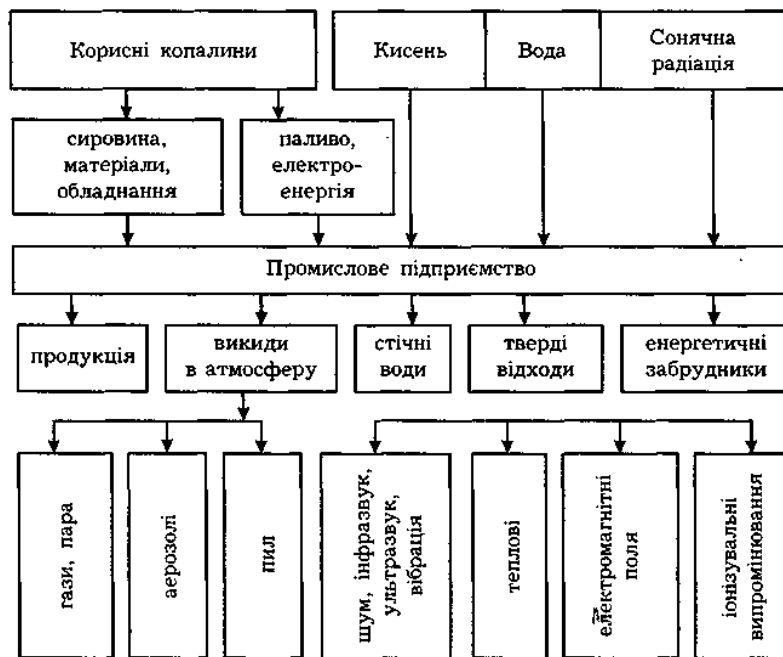 Корисні копалини
Кисень
Вода
Сонячна
радіація
сировина,
матеріали,
обладнання
паливо,
електро-
енергія
Промислове підприємство
продукція
викиди
в атмосферу
стічні
води
тверді
відходи
енергетичні
забрудники
гази, пара
аерозолі
пил
шум, інфразвук,
ультразвук,
вібрація
теплові
електромагнітні
поля
іонізувальні
випромінювання